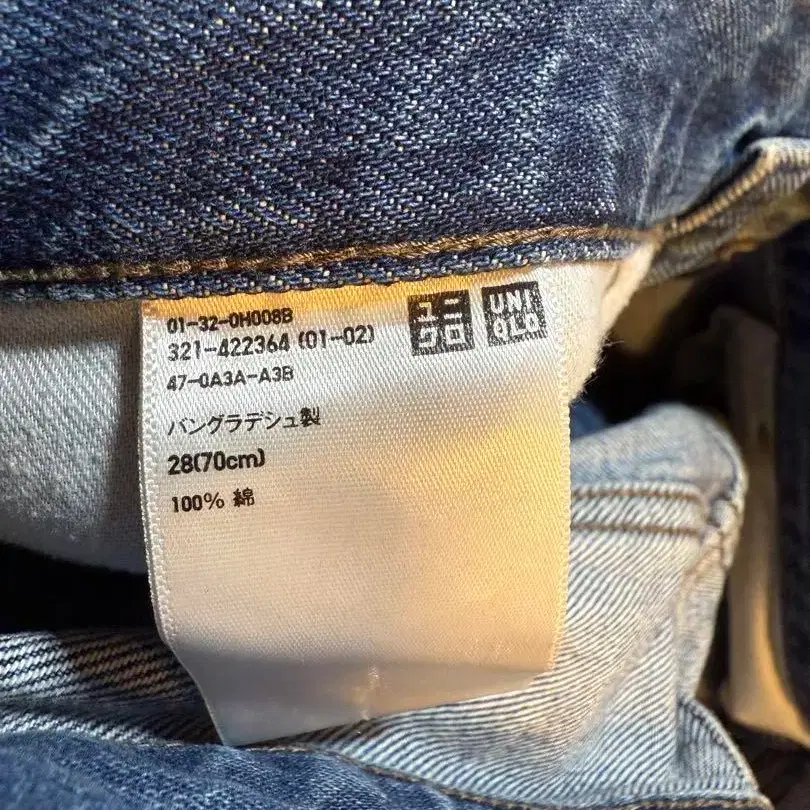 01-32-0H008B
321-422364 (01-02)
47-0A3A-A3B
ユニ
クロ
UNI
QLO
バングラデシュ製
28(70cm)
100% 綿